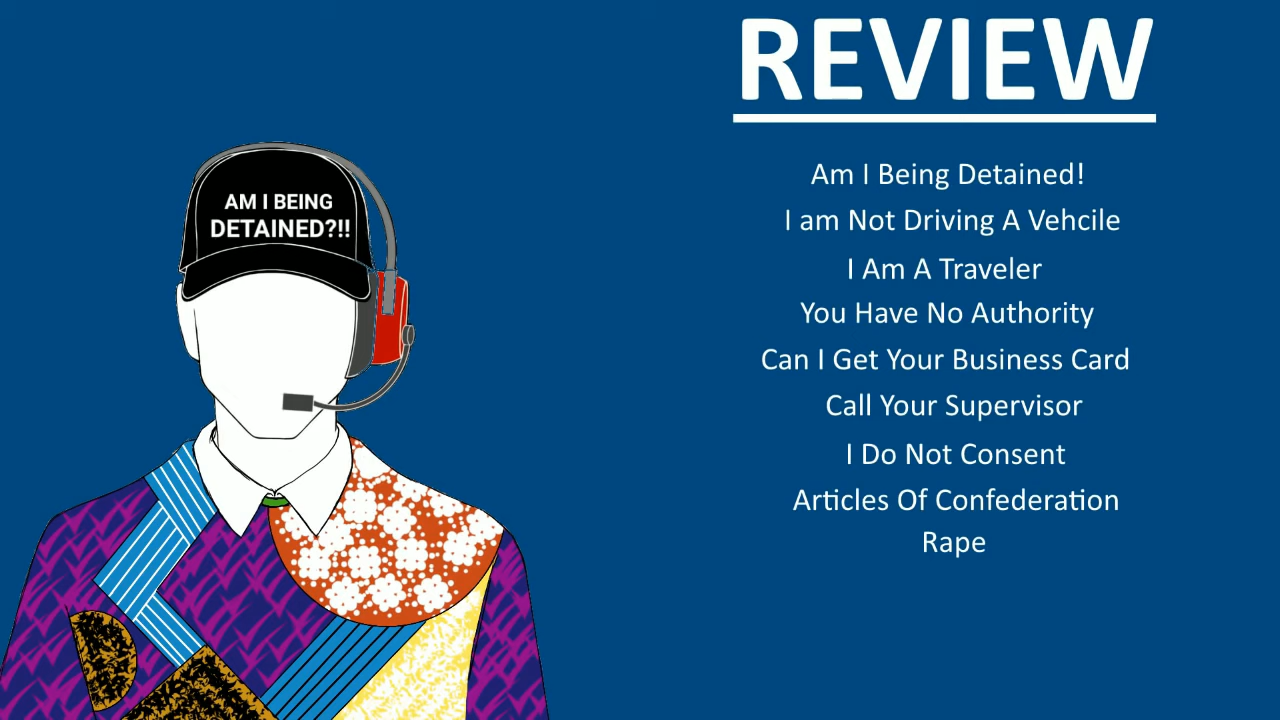 REVIEW
Am I Being Detained!
I am Not Driving A Vehcile
I Am A Traveler
You Have No Authority
Can I Get Your Business Card
Call Your Supervisor
I Do Not Consent
Articles Of Confederation
Rape
AM I BEING
DETAINED?!!